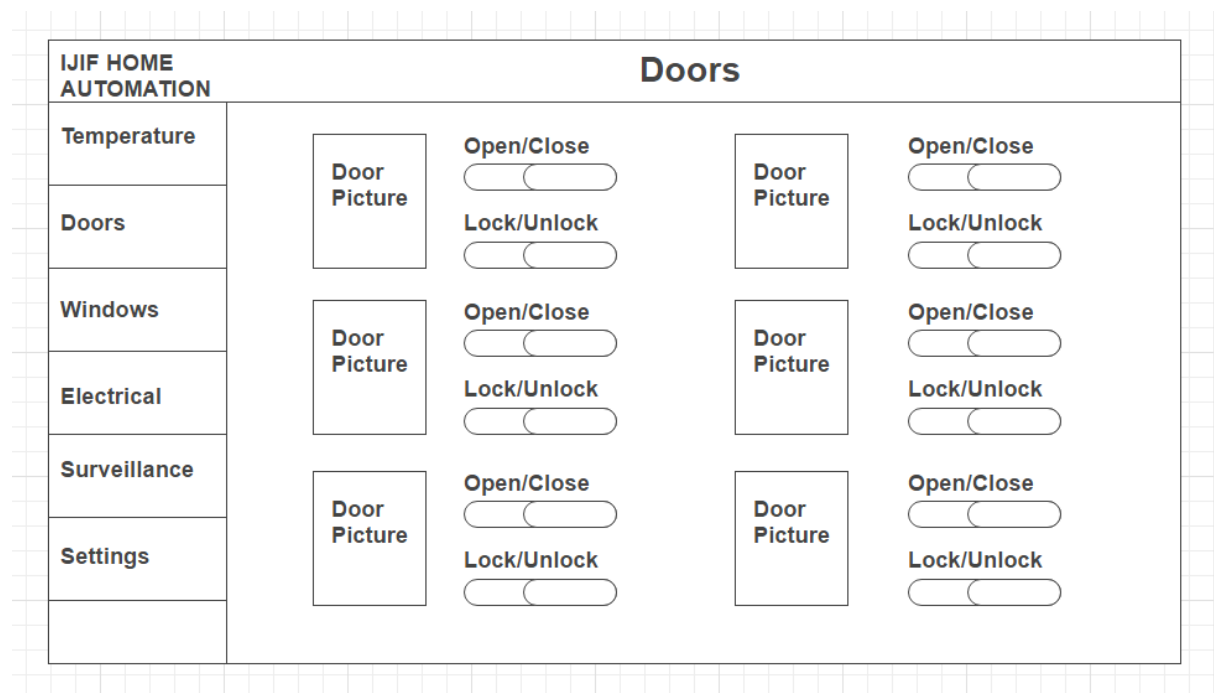 IJIF HOME
AUTOMATION
Doors
Temperature
Doors
Windows
Electrical
Surveillance
Settings
Door
Picture
Open/Close
Lock/Unlock
Door
Picture
Open/Close
Lock/Unlock
Door
Picture
Open/Close
Lock/Unlock
Door
Picture
Open/Close
Lock/Unlock
Door
Picture
Open/Close
Lock/Unlock
Door
Picture
Open/Close
Lock/Unlock